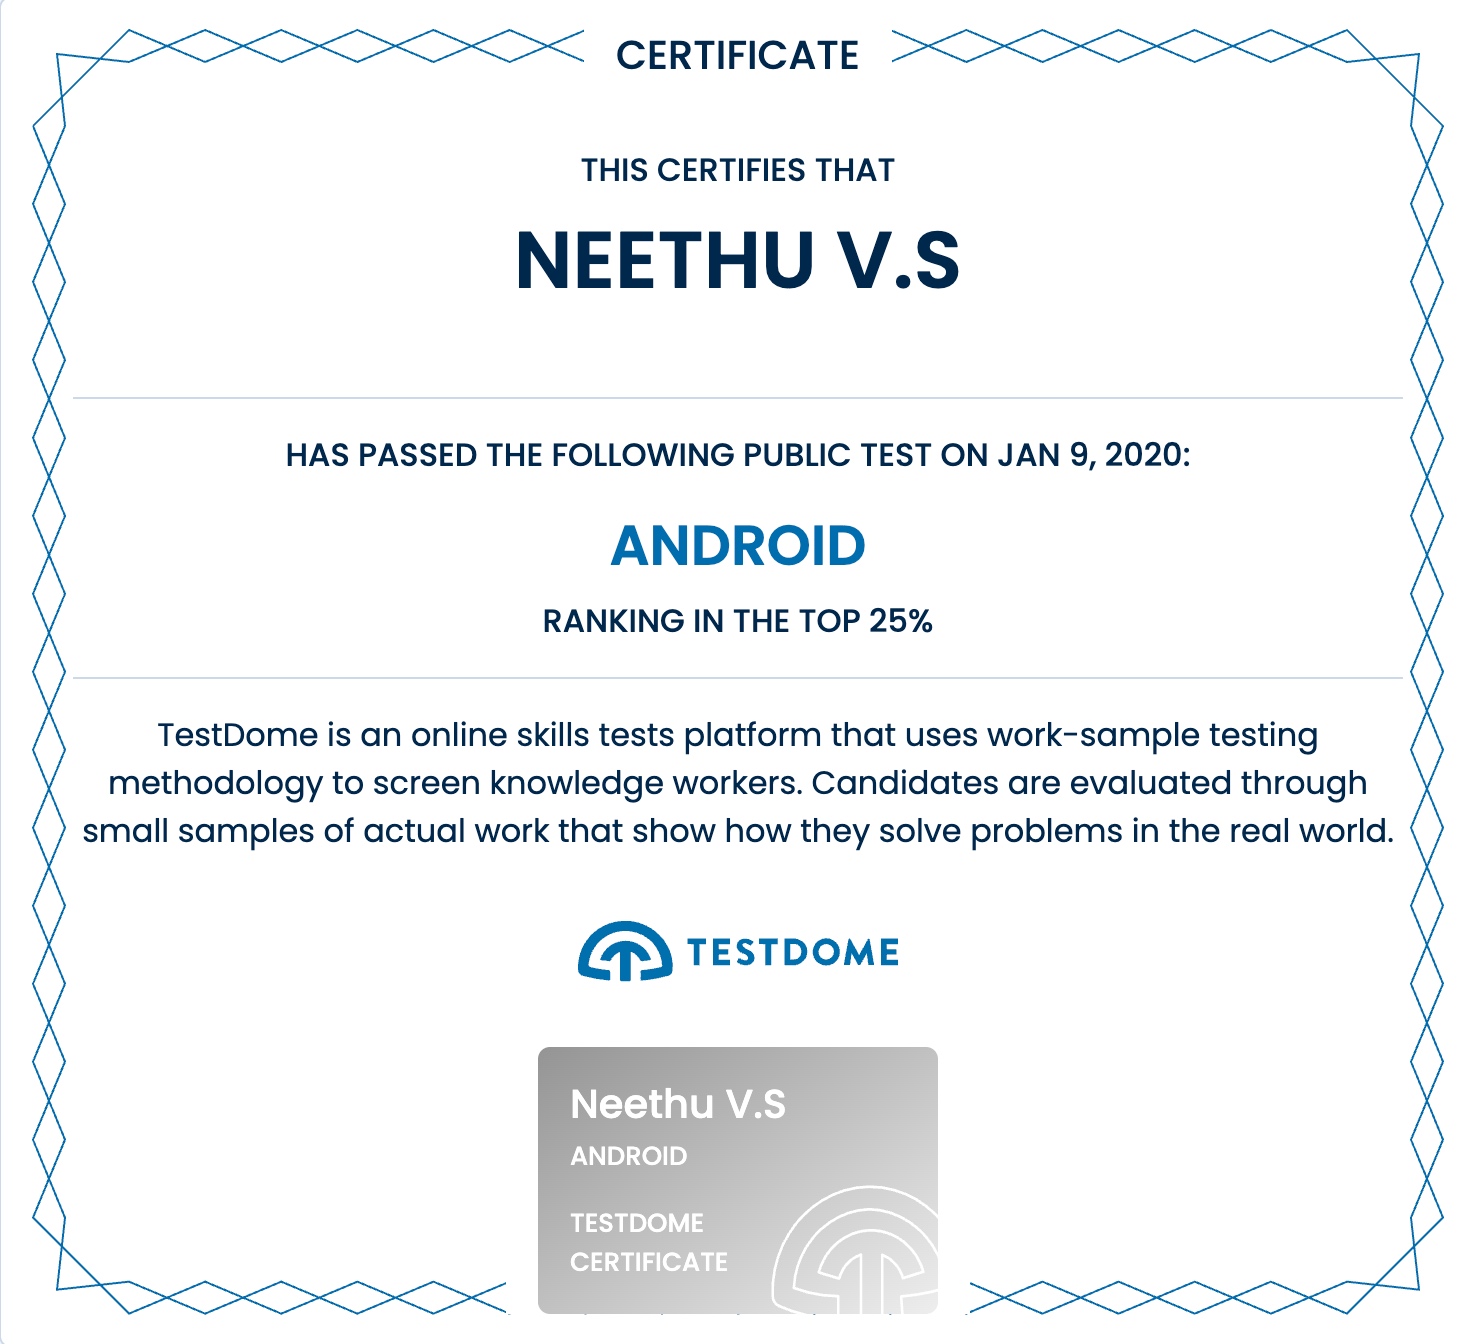 CERTIFICATE
THIS CERTIFIES THAT
NEETHU V.S
HAS PASSED THE FOLLOWING PUBLIC TEST ON JAN 9, 2020:
ANDROID
RANKING IN THE TOP 25%
TestDome is an online skills tests platform that uses work-sample testing
methodology to screen knowledge workers. Candidates are evaluated through
small samples of actual work that show how they solve problems in the real world.
TESTDOME
Neethu V.S
ANDROID
TESTDOME
CERTIFICATE